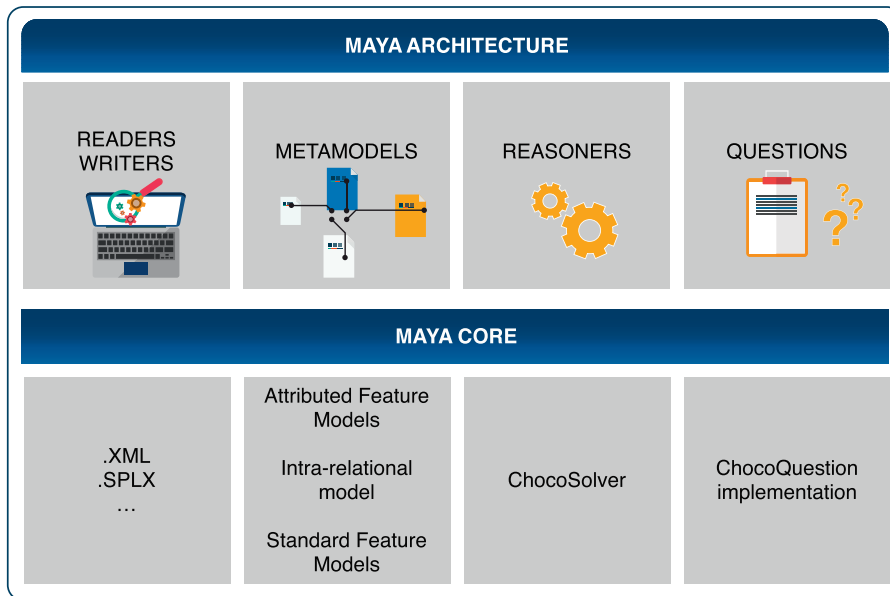 MAYA ARCHITECTURE
READERS
WRITERS
METAMODELS
REASONERS
QUESTIONS
?
?
?
MAYA CORE
.XML
.SPLX
…
Attributed Feature
Models
Intra-relational
model
Standard Feature
Models
ChocoSolver
ChocoQuestion
implementation